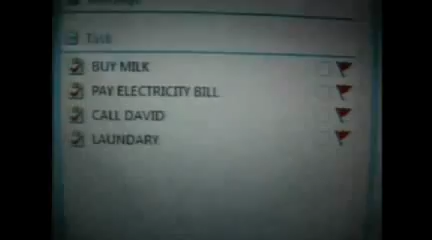 Task
BUY MILK
PAY ELECTRICITY BILL
CALL DAVID
LAUNDARY